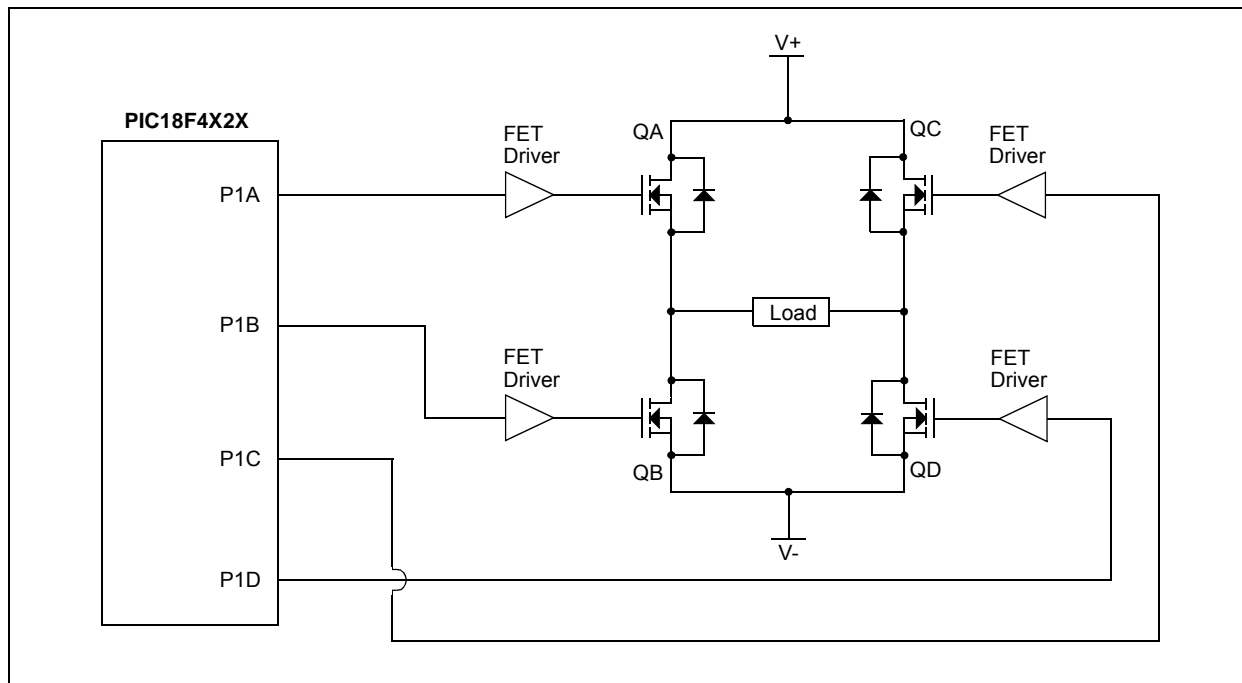 V+
PIC18F4X2X
FET
Driver
QA
QC
FET
Driver
P1A
Load
P1B
FET
Driver
FET
Driver
P1C
QB
QD
V-
P1D